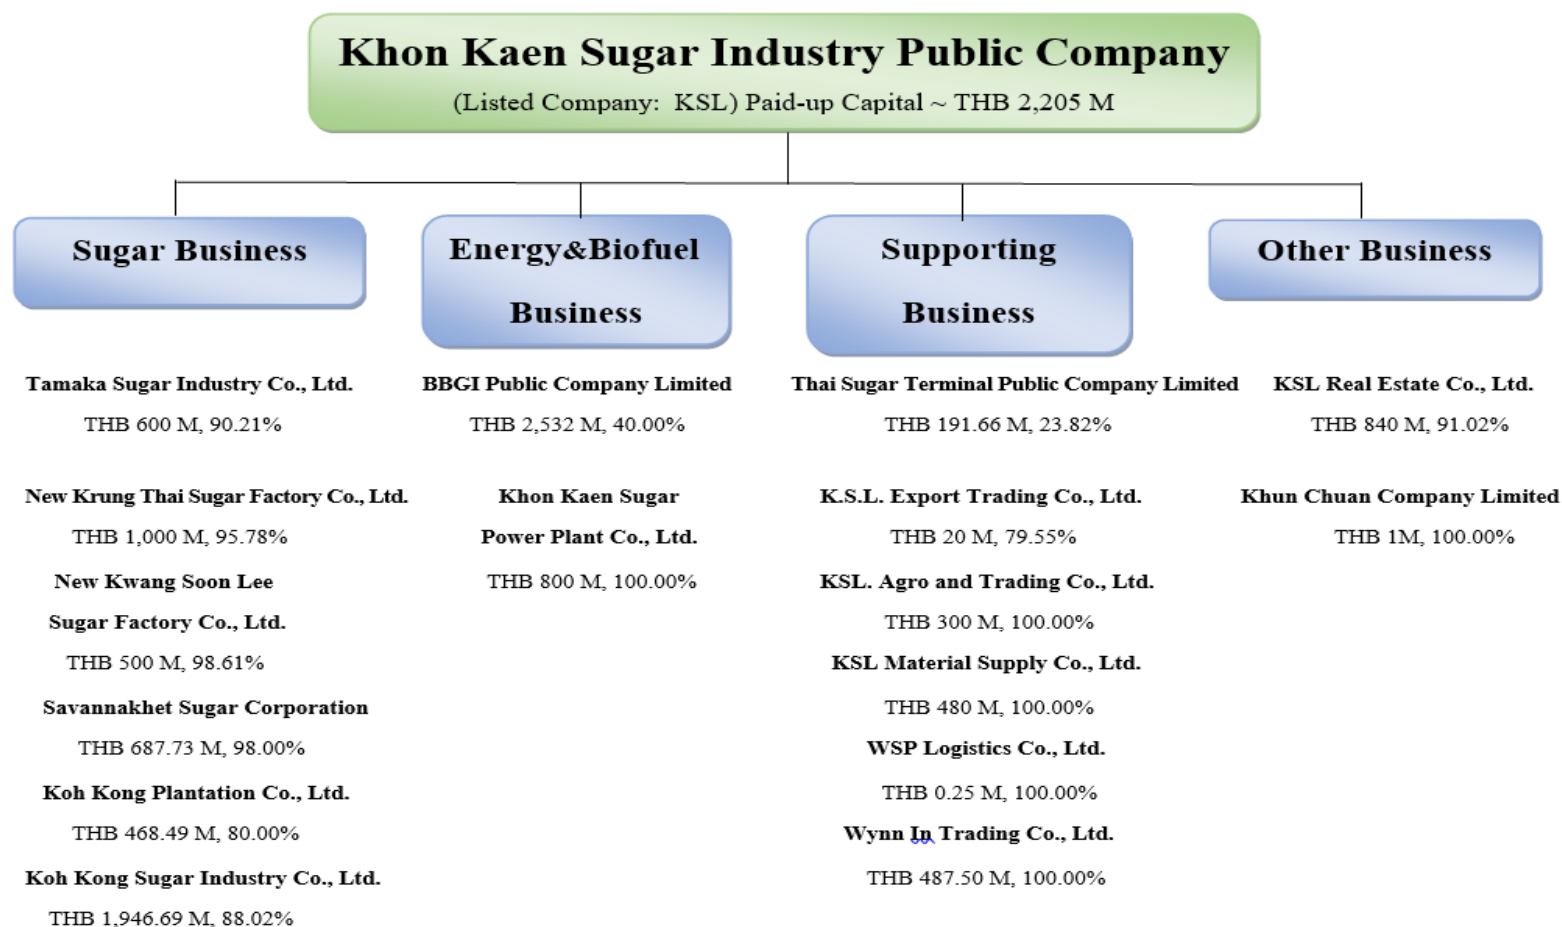 Khon Kaen Sugar Industry Public Company
(Listed Company: KSL) Paid-up Capital ~ THB 2,205 M
Sugar Business
Tamaka Sugar Industry Co., Ltd.
THB 600 M, 90.21%
New Krung Thai Sugar Factory Co., Ltd.
THB 1,000 M, 95.78%
New Kwang Soon Lee
Sugar Factory Co., Ltd.
THB 500 M, 98.61%
Savannakhet Sugar Corporation
THB 687.73 M, 98.00%
Koh Kong Plantation Co., Ltd.
THB 468.49 M, 80.00%
Koh Kong Sugar Industry Co., Ltd.
THB 1,946.69 M, 88.02%
Energy&Biofuel
Business
BBGI Public Company Limited
THB 2,532 M, 40.00%
Khon Kaen Sugar
Power Plant Co., Ltd.
THB 800 M, 100.00%
Supporting
Business
Thai Sugar Terminal Public Company Limited
THB 191.66 M, 23.82%
K.S.L. Export Trading Co., Ltd.
THB 20 M, 79.55%
KSL. Agro and Trading Co., Ltd.
THB 300 M, 100.00%
KSL Material Supply Co., Ltd.
THB 480 M, 100.00%
WSP Logistics Co., Ltd.
THB 0.25 M, 100.00%
Wynn In Trading Co., Ltd.
THB 487.50 M, 100.00%
Other Business
KSL Real Estate Co., Ltd.
THB 840 M, 91.02%
Khun Chuan Company Limited
THB 1M, 100.00%